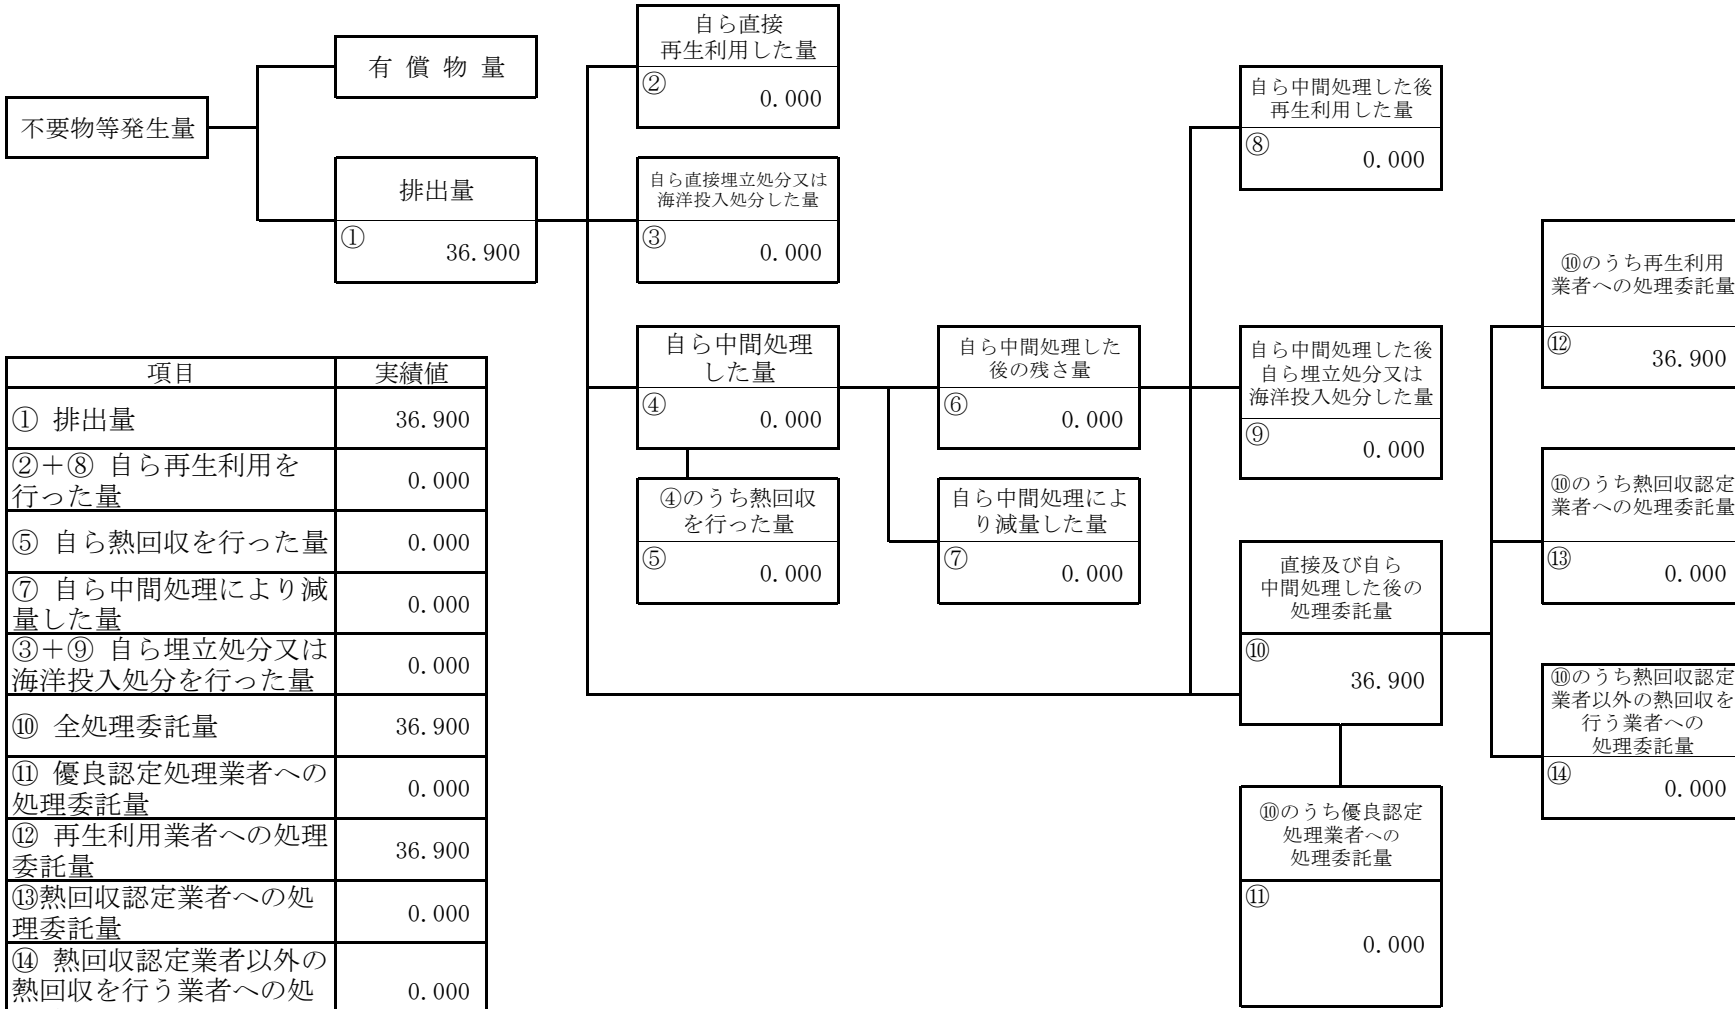 不要物等発生量
有 償 物 量
排出量
①
36.900
自ら直接
再生利用した量
②
0.000
自ら直接埋立処分又は
海洋投入処分した量
③
0.000
自ら中間処理
した量
④
0.000
④のうち熱回収
を行った量
⑤
0.000
自ら中間処理した
後の残さ量
⑥
0.000
自ら中間処理によ
り減量した量
⑦
0.000
自ら中間処理した後
再生利用した量
⑧
0.000
自ら中間処理した後
自ら埋立処分又は
海洋投入処分した量
⑨
0.000
直接及び自ら
中間処理した後の
処理委託量
⑩
36.900
⑩のうち優良認定
処理業者への
処理委託量
⑪
0.000
⑩のうち再生利用
業者への処理委託量
⑫
36.900
⑩のうち熱回収認定
業者への処理委託量
⑬
0.000
⑩のうち熱回収認定
業者以外の熱回収を
行う業者への
処理委託量
⑭
0.000
項目 実績値
① 排出量 36.900
②＋⑧ 自ら再生利用を
行った量
0.000
⑤ 自ら熱回収を行った量 0.000
⑦ 自ら中間処理により減
量した量
0.000
③＋⑨ 自ら埋立処分又は
海洋投入処分を行った量
0.000
⑩ 全処理委託量 36.900
⑪ 優良認定処理業者への
処理委託量
0.000
⑫ 再生利用業者への処理
委託量
36.900
⑬熱回収認定業者への処
理委託量
0.000
⑭ 熱回収認定業者以外の
熱回収を行う業者への処
0.000